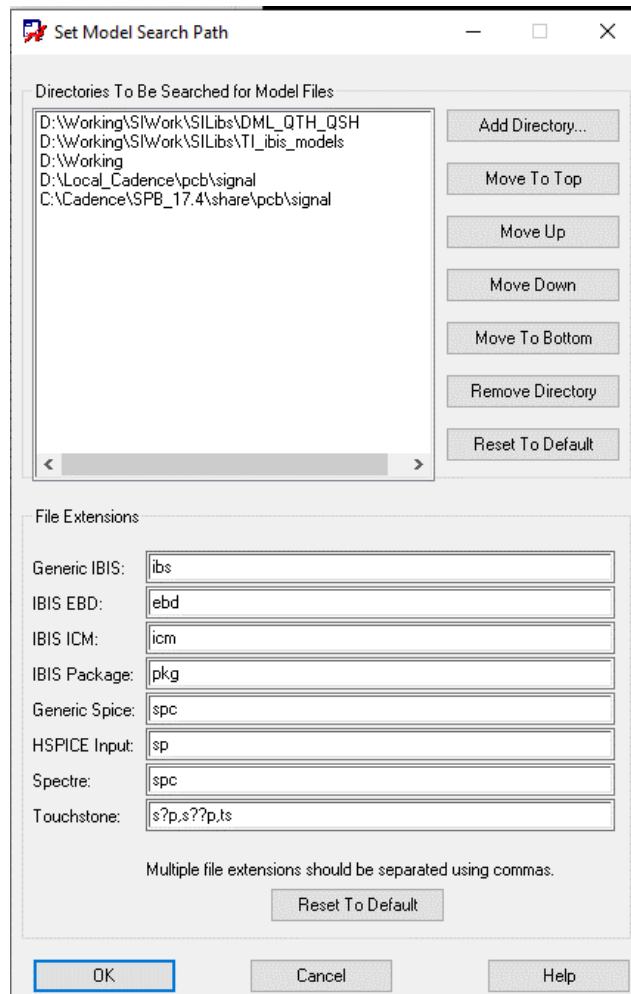 Set Model Search Path
Directories To Be Searched for Model Files
D:\Working\SIWork\SILibs\DML_QTH_QSH
D:\Working\SIWork\SILibs\TI_ibis_models
D:\Working
D:\Local_Cadence\pcb\signal
C:\Cadence\SPB_17.4\share\pcb\signal
Add Directory...
Move To Top
Move Up
Move Down
Move To Bottom
Remove Directory
Reset To Default
File Extensions
Generic IBIS: ibs
IBIS EBD: ebd
IBIS ICM: icm
IBIS Package: pkg
Generic Spice: spc
HSPICE Input: sp
Spectre: spc
Touchstone: s?p,s??p,ts
Multiple file extensions should be separated using commas.
Reset To Default
OK Cancel Help